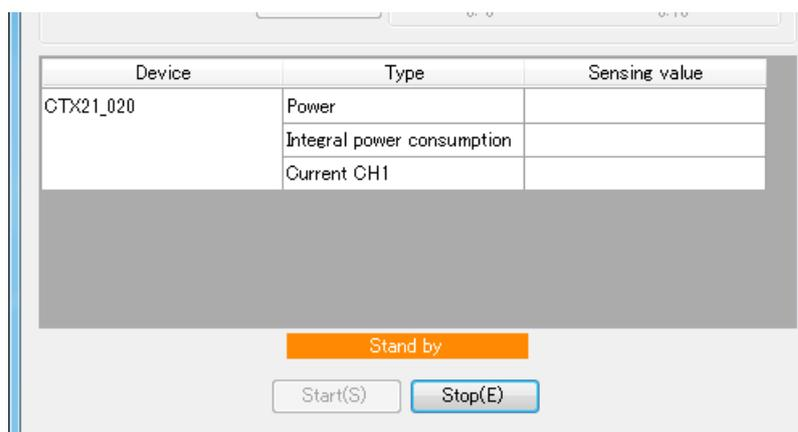 Device Type Sensing value
CTX21_020 Power
Integral power consumption
Current CH1
Stand by
Start(S) Stop(E)